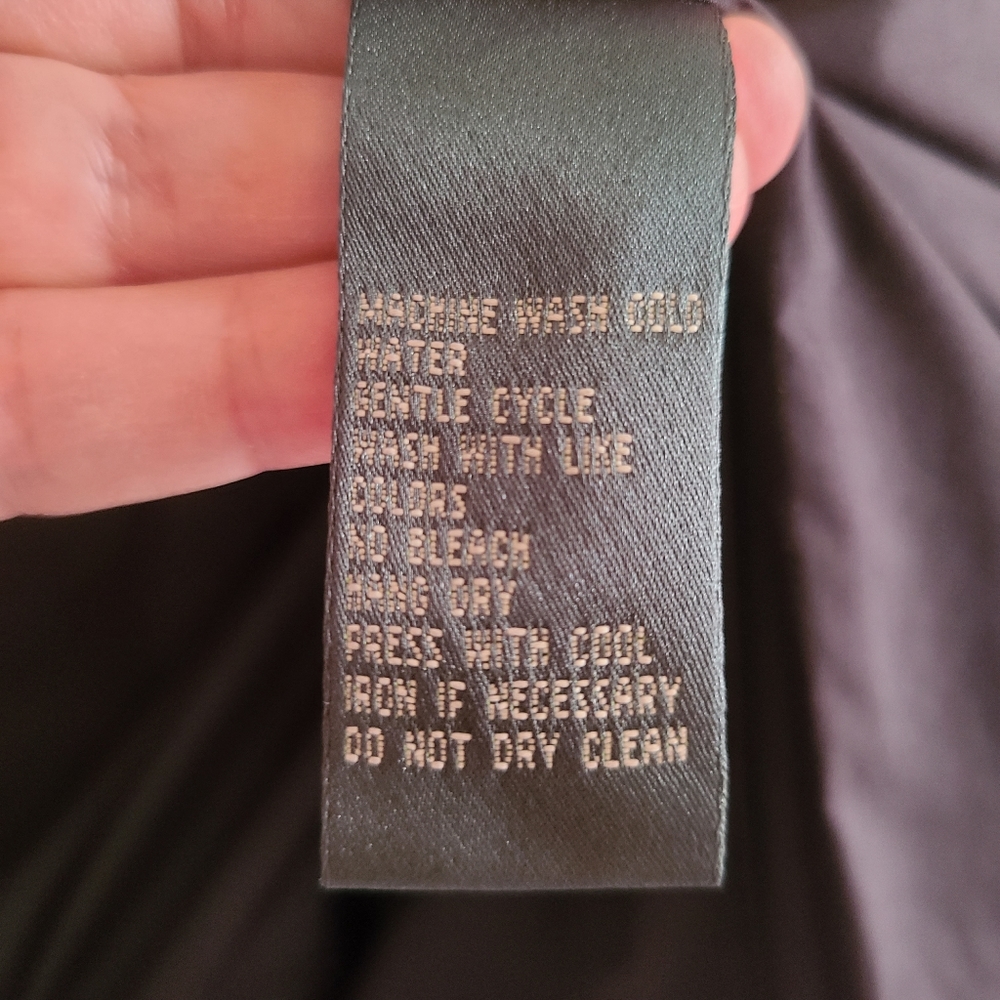 MACHINE WASH COLD
WATER
GENTLE CYCLE
WASH WITH LIKE
COLORS
NO BLEACH
HANG DRY
PRESS WITH COOL
IRON IF NECESSARY
DO NOT DRY CLEAN